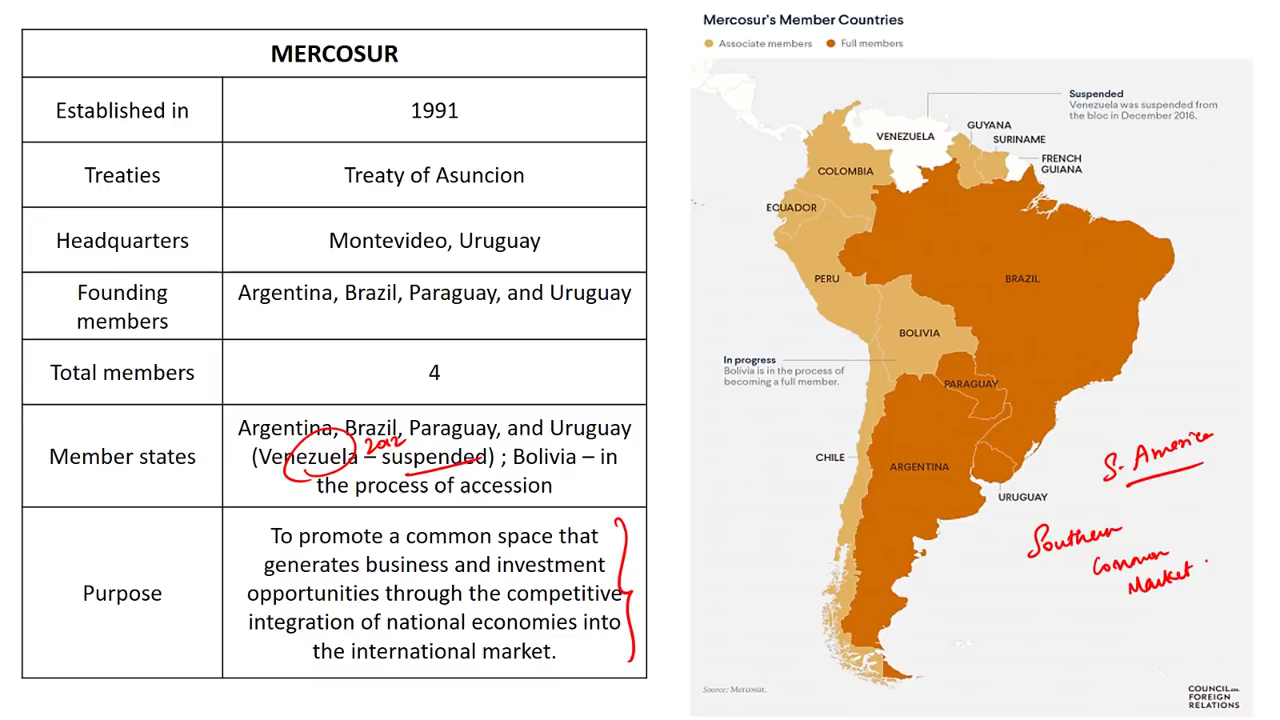 MERCOSUR
Established in
1991
Treaties
Treaty of Asuncion
Headquarters
Montevideo, Uruguay
Founding
members
Argentina, Brazil, Paraguay, and Uruguay
Total members
4
Member states
Argentina, Brazil, Paraguay, and Uruguay
(Venezuela – suspended) ; Bolivia – in
the process of accession
2012
Purpose
To promote a common space that
generates business and investment
opportunities through the competitive
integration of national economies into
the international market.
Mercosur's Member Countries
Associate members
Full members
Suspended
Venezuela was suspended from
the bloc in December 2016.
VENEZUELA
GUYANA
SURINAME
FRENCH
GUIANA
COLOMBIA
ECUADOR
PERU
BRAZIL
BOLIVIA
In progress
Bolivia is in the process of
becoming a full member.
PARAGUAY
CHILE
ARGENTINA
URUGUAY
S. America
Southern
Common
Market.
Source: Mercosur.
COUNCIL on
FOREIGN
RELATIONS